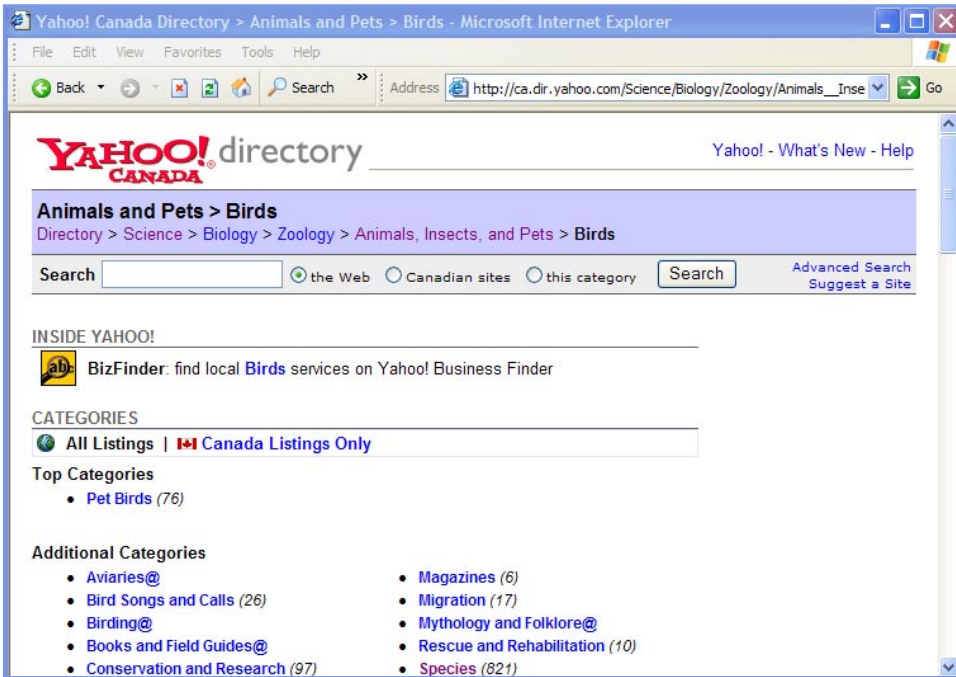 Yahoo! Canada Directory > Animals and Pets > Birds - Microsoft Internet Explorer
File Edit View Favorites Tools Help
Back Search » Address http://ca.dir.yahoo.com/Science/Biology/Zoology/Animals__Inse Go
YAHOO! directory
CANADA
Yahoo! - What's New - Help
Animals and Pets > Birds
Directory > Science > Biology > Zoology > Animals, Insects, and Pets > Birds
Search the Web Canadian sites this category Search
Advanced Search
Suggest a Site
INSIDE YAHOO!
abc BizFinder: find local Birds services on Yahoo! Business Finder
CATEGORIES
All Listings | Canada Listings Only
Top Categories
• Pet Birds (76)
Additional Categories
• Aviaries@
• Bird Songs and Calls (26)
• Birding@
• Books and Field Guides@
• Conservation and Research (97)
• Magazines (6)
• Migration (17)
• Mythology and Folklore@
• Rescue and Rehabilitation (10)
• Species (821)